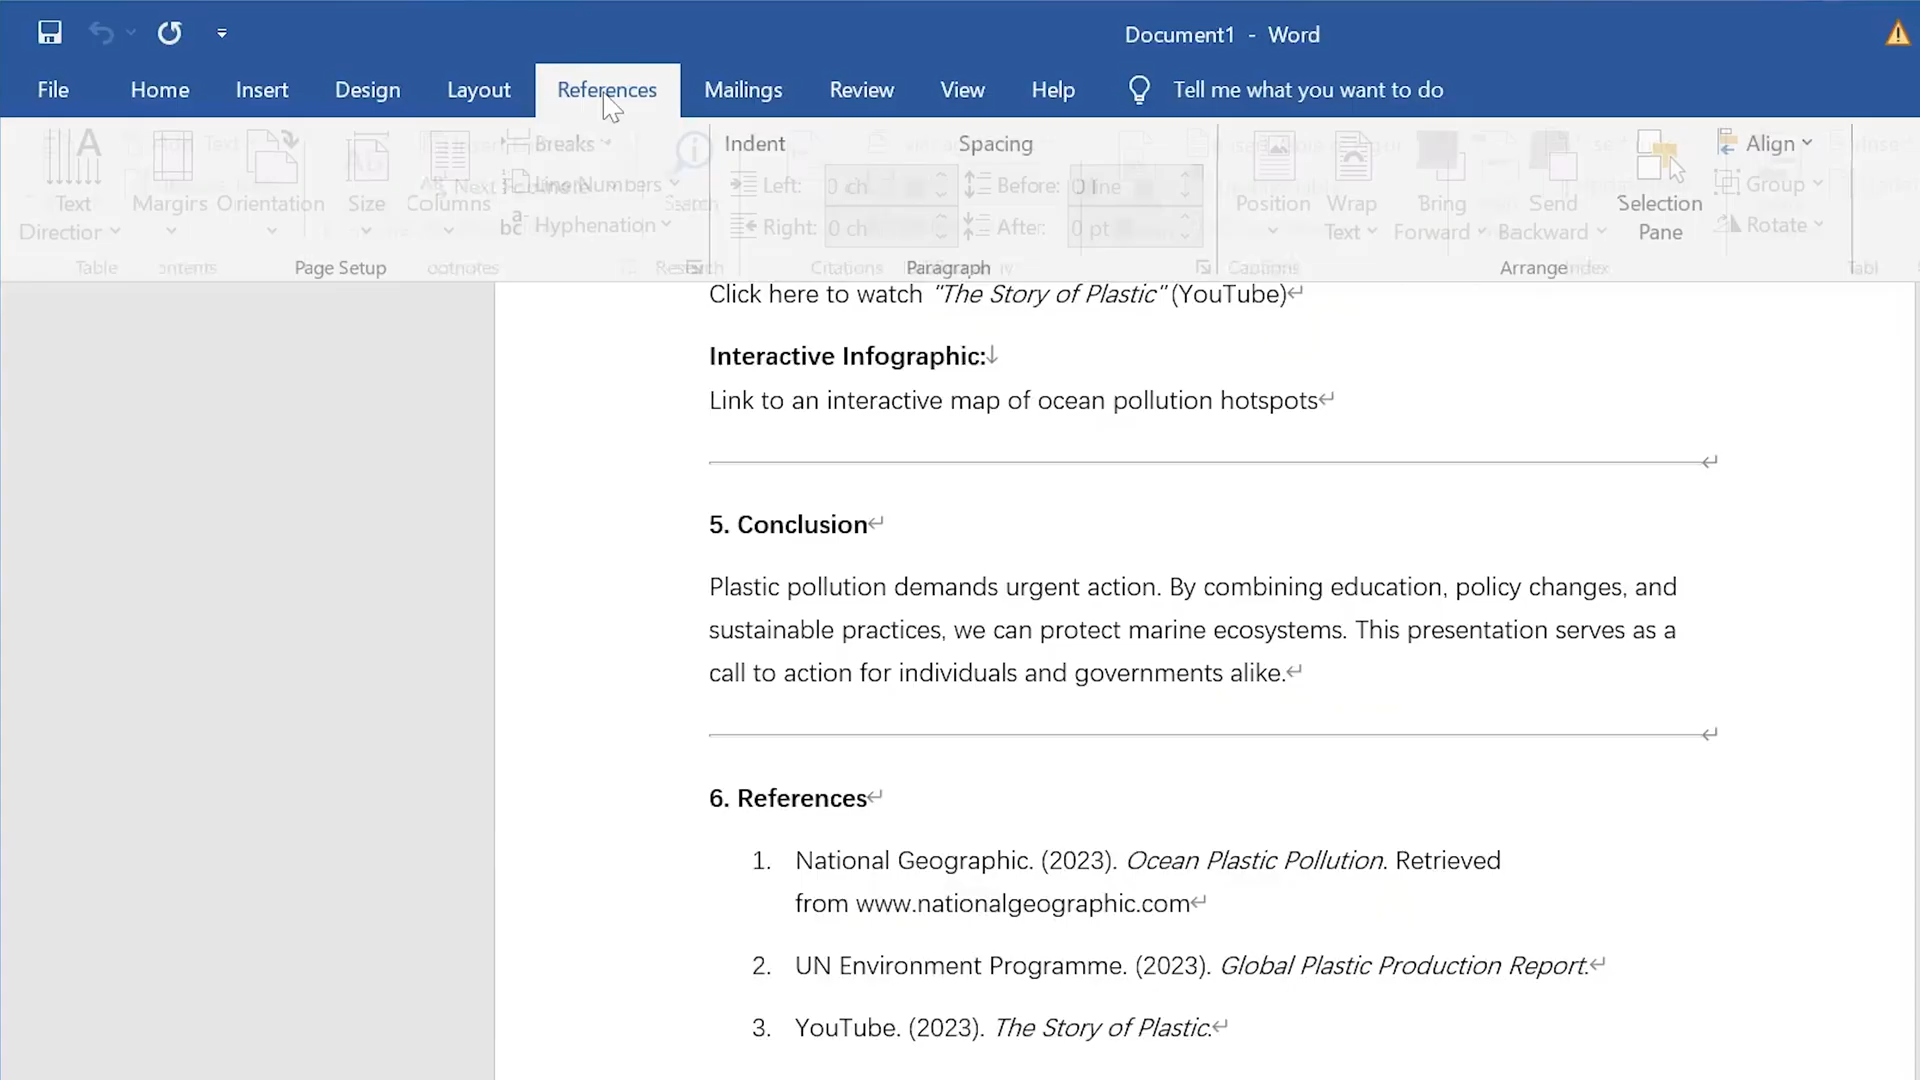 Document1 - Word
File Home Insert Design Layout References Mailings Review View Help Tell me what you want to do
Breaks Indent Spacing Align
Line Numbers Left: 0 ch Before: 0 line Group
Text Margins Orientation Size Columns Search Position Wrap Bring Send Selection
Direction Hyphenation Right: 0 ch After: 0 pt Text Forward Backward Pane Rotate
Table Page Setup Citations Paragraph Captions Arrange
Click here to watch "The Story of Plastic" (YouTube)↵
Interactive Infographic:↓
Link to an interactive map of ocean pollution hotspots↵
↵
5. Conclusion↵
Plastic pollution demands urgent action. By combining education, policy changes, and
sustainable practices, we can protect marine ecosystems. This presentation serves as a
call to action for individuals and governments alike.↵
↵
6. References↵
1. National Geographic. (2023). Ocean Plastic Pollution. Retrieved
from www.nationalgeographic.com↵
2. UN Environment Programme. (2023). Global Plastic Production Report.↵
3. YouTube. (2023). The Story of Plastic.↵